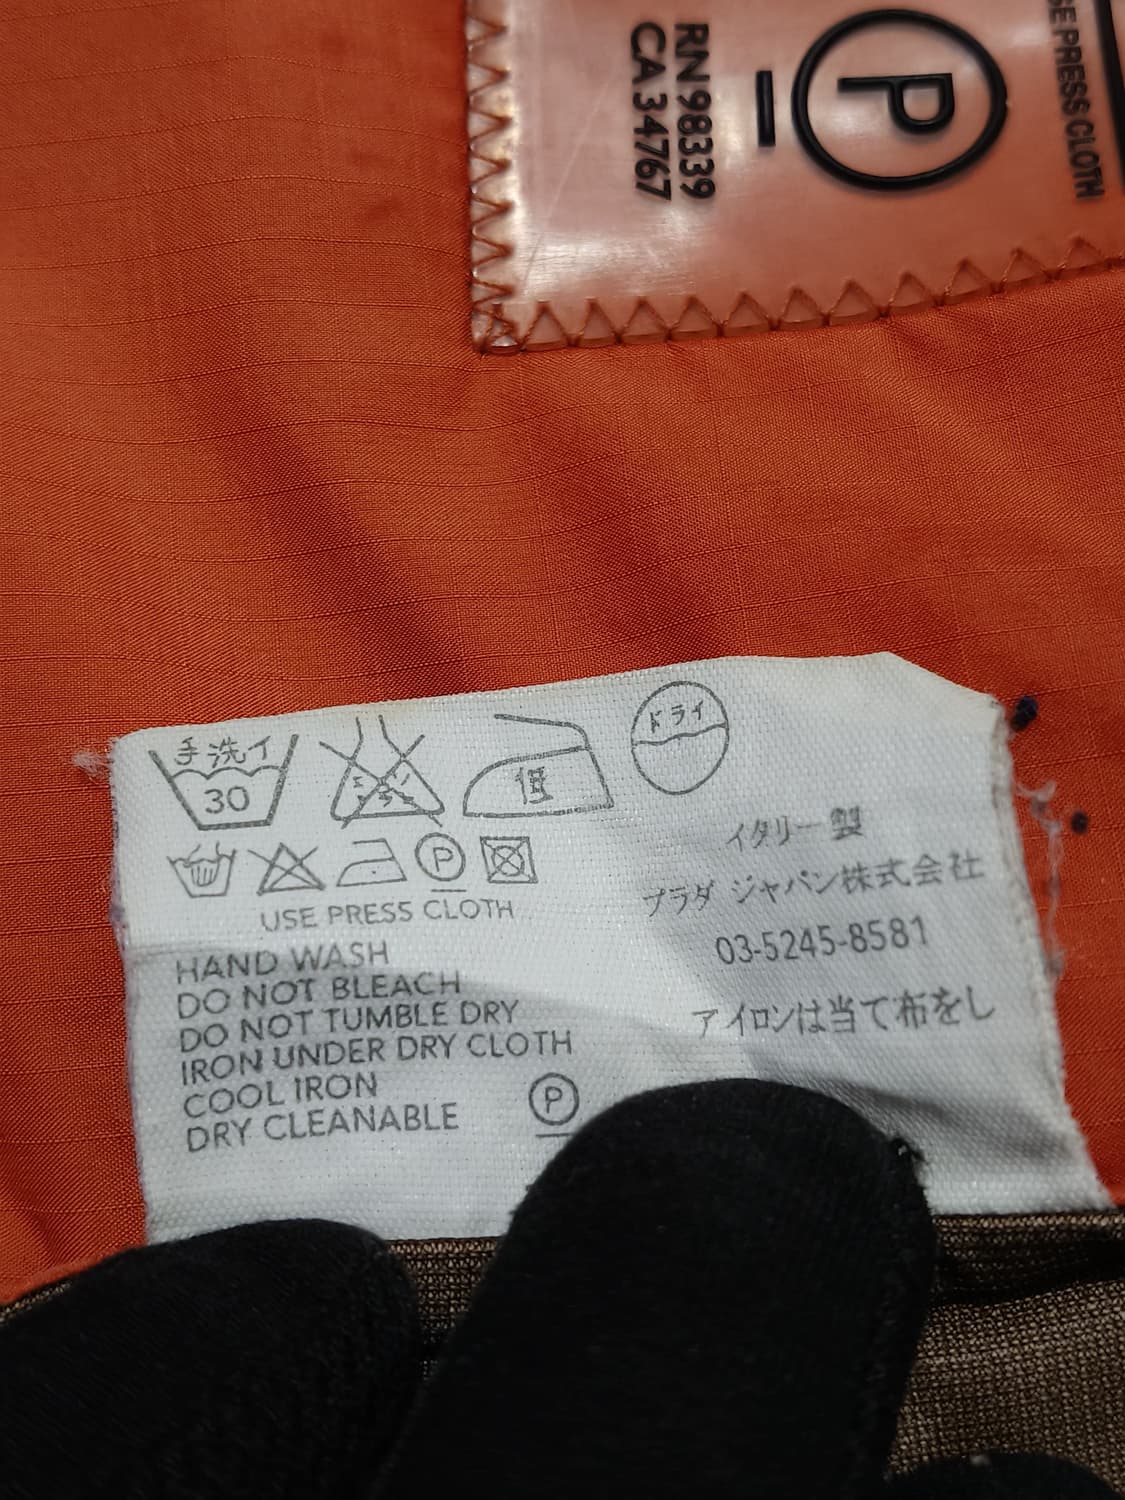 SE PRESS CLOTH
P
RN 98339
CA 34767
手洗イ
30
エンソ
サラシ
低
ドライ
P
USE PRESS CLOTH
HAND WASH
DO NOT BLEACH
DO NOT TUMBLE DRY
IRON UNDER DRY CLOTH
COOL IRON
DRY CLEANABLE
P
イタリー製
プラダ ジャパン株式会社
03-5245-8581
アイロンは当て布をし